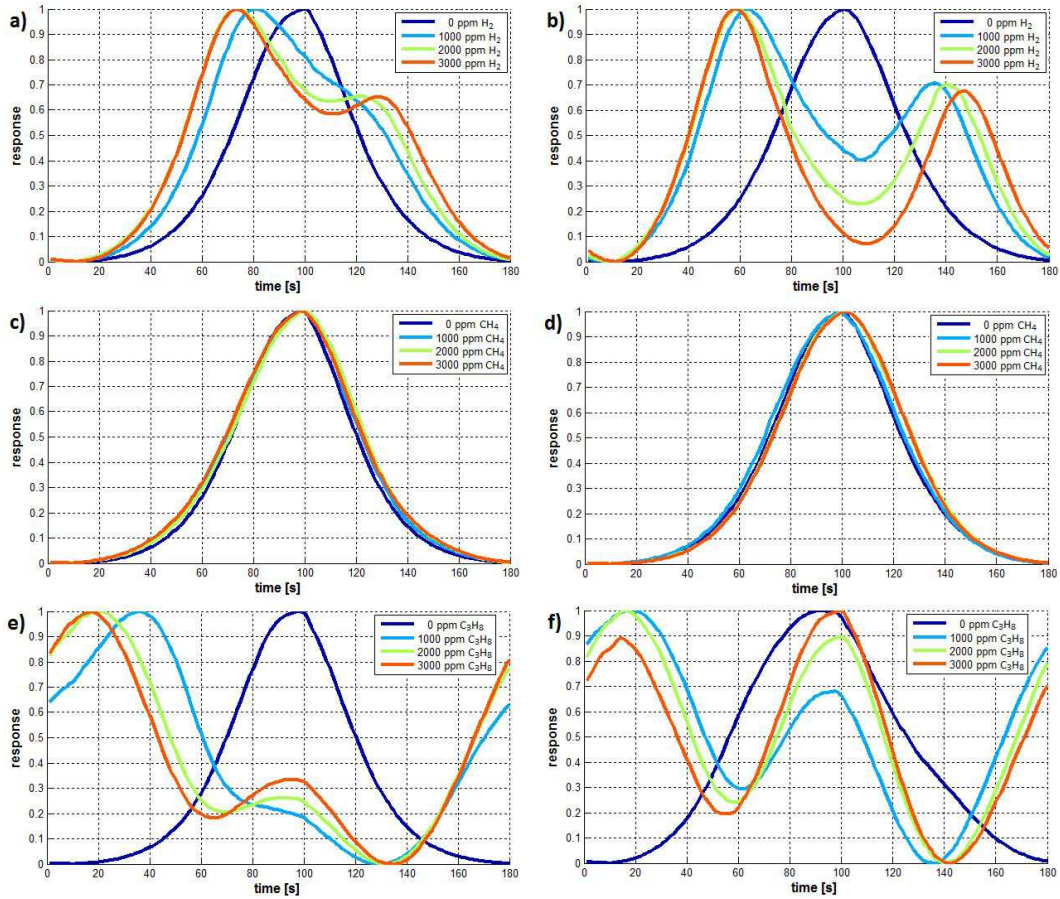 a)
0 ppm H₂
1000 ppm H₂
2000 ppm H₂
3000 ppm H₂
response
1
0.9
0.8
0.7
0.6
0.5
0.4
0.3
0.2
0.1
0
0 20 40 60 80 100 120 140 160 180
time [s]
b)
0 ppm H₂
1000 ppm H₂
2000 ppm H₂
3000 ppm H₂
response
1
0.9
0.8
0.7
0.6
0.5
0.4
0.3
0.2
0.1
0
0 20 40 60 80 100 120 140 160 180
time [s]
c)
0 ppm CH₄
1000 ppm CH₄
2000 ppm CH₄
3000 ppm CH₄
response
1
0.9
0.8
0.7
0.6
0.5
0.4
0.3
0.2
0.1
0
0 20 40 60 80 100 120 140 160 180
time [s]
d)
0 ppm CH₄
1000 ppm CH₄
2000 ppm CH₄
3000 ppm CH₄
response
1
0.9
0.8
0.7
0.6
0.5
0.4
0.3
0.2
0.1
0
0 20 40 60 80 100 120 140 160 180
time [s]
e)
0 ppm C₃H₈
1000 ppm C₃H₈
2000 ppm C₃H₈
3000 ppm C₃H₈
response
1
0.9
0.8
0.7
0.6
0.5
0.4
0.3
0.2
0.1
0
0 20 40 60 80 100 120 140 160 180
time [s]
f)
0 ppm C₃H₈
1000 ppm C₃H₈
2000 ppm C₃H₈
3000 ppm C₃H₈
response
1
0.9
0.8
0.7
0.6
0.5
0.4
0.3
0.2
0.1
0
0 20 40 60 80 100 120 140 160 180
time [s]